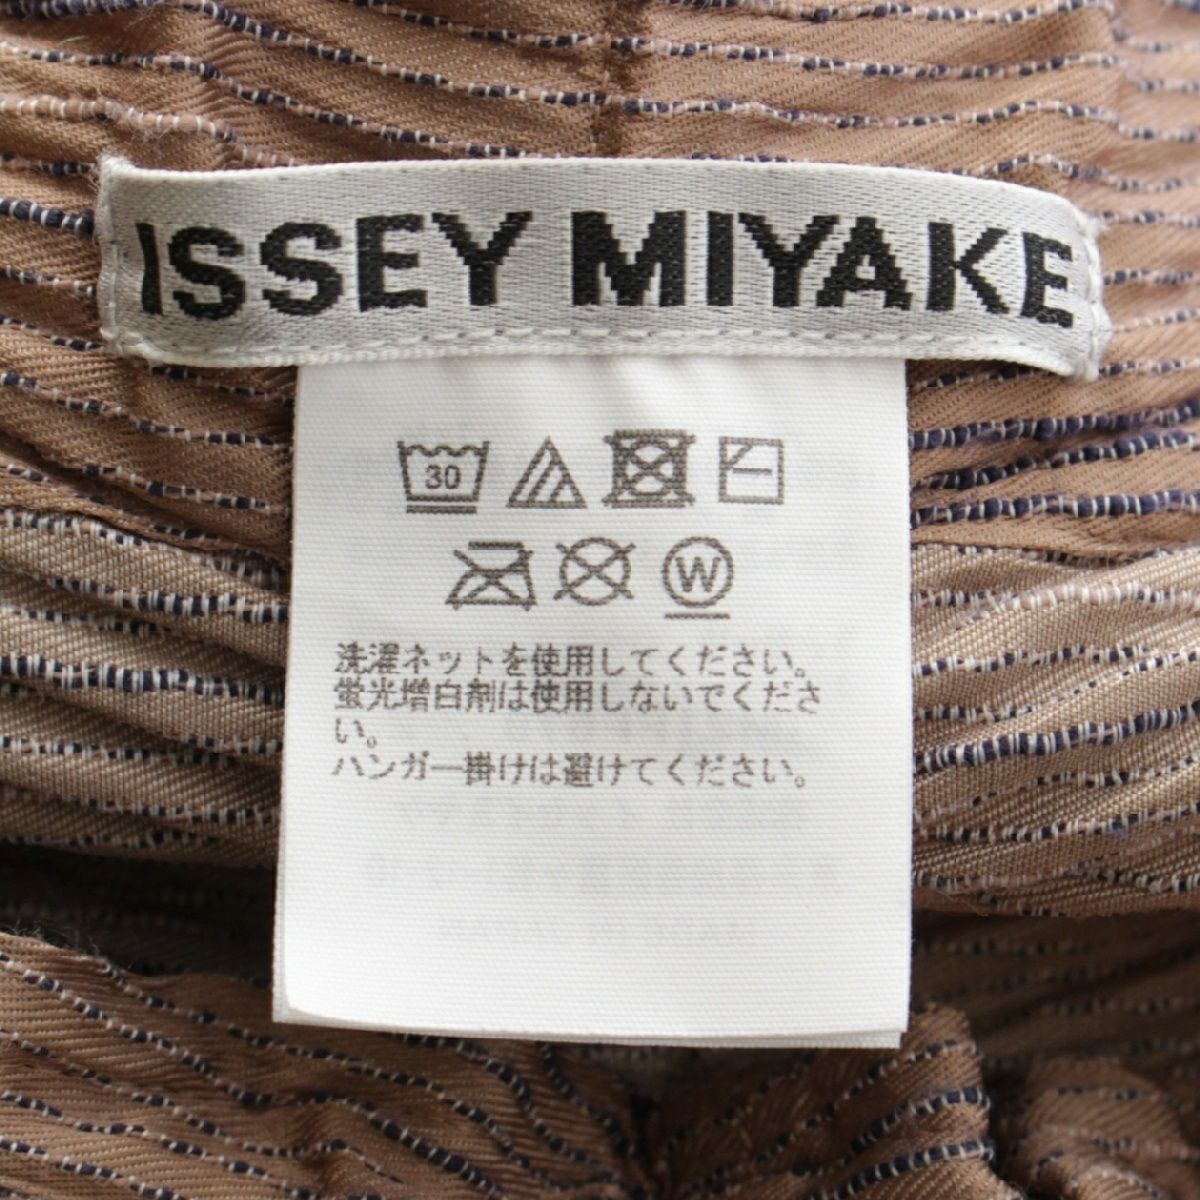 ISSEY MIYAKE
30
W
洗濯ネットを使用してください。
蛍光増白剤は使用しないでくださ
い。
ハンガー掛けは避けてください。